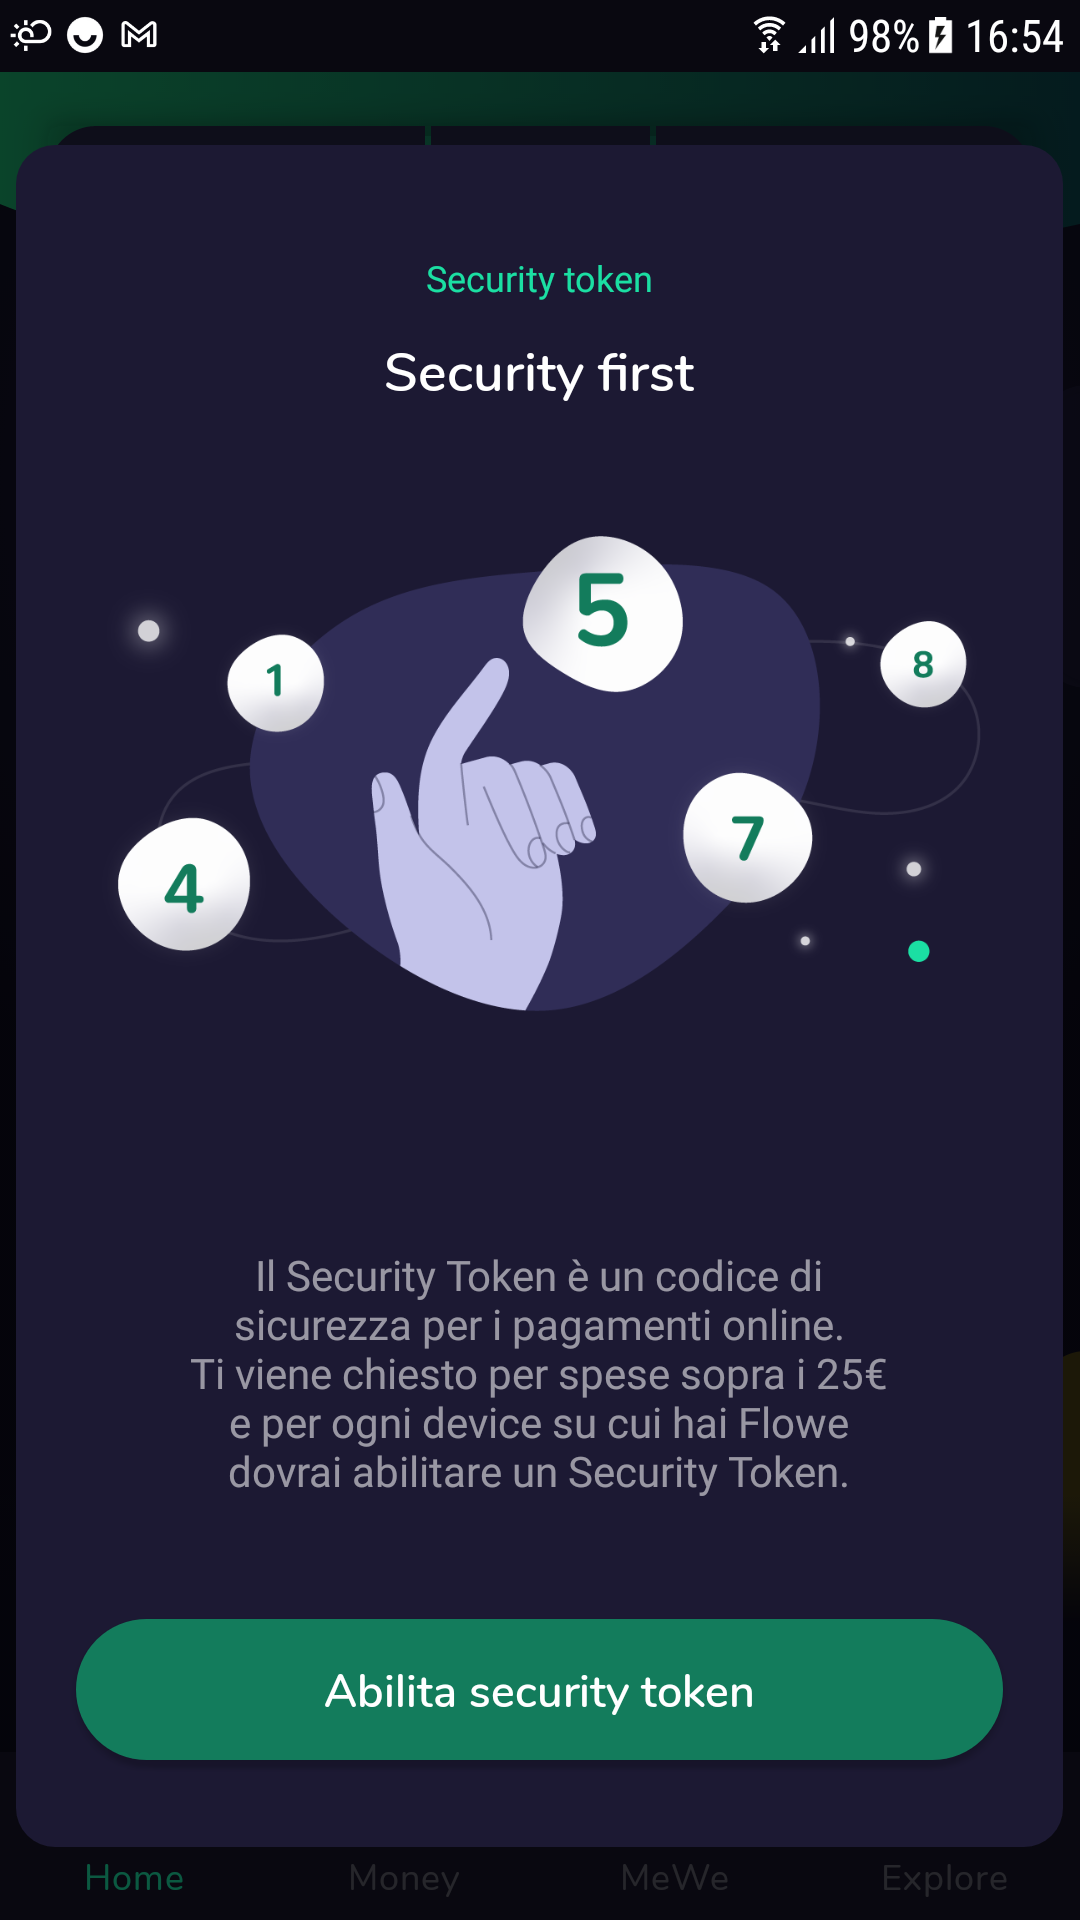 98% 16:54
Security token
Security first
5
1
8
7
4
Il Security Token è un codice di
sicurezza per i pagamenti online.
Ti viene chiesto per spese sopra i 25€
e per ogni device su cui hai Flowe
dovrai abilitare un Security Token.
Abilita security token
Home Money MeWe Explore